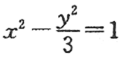 x² − y²/3 = 1